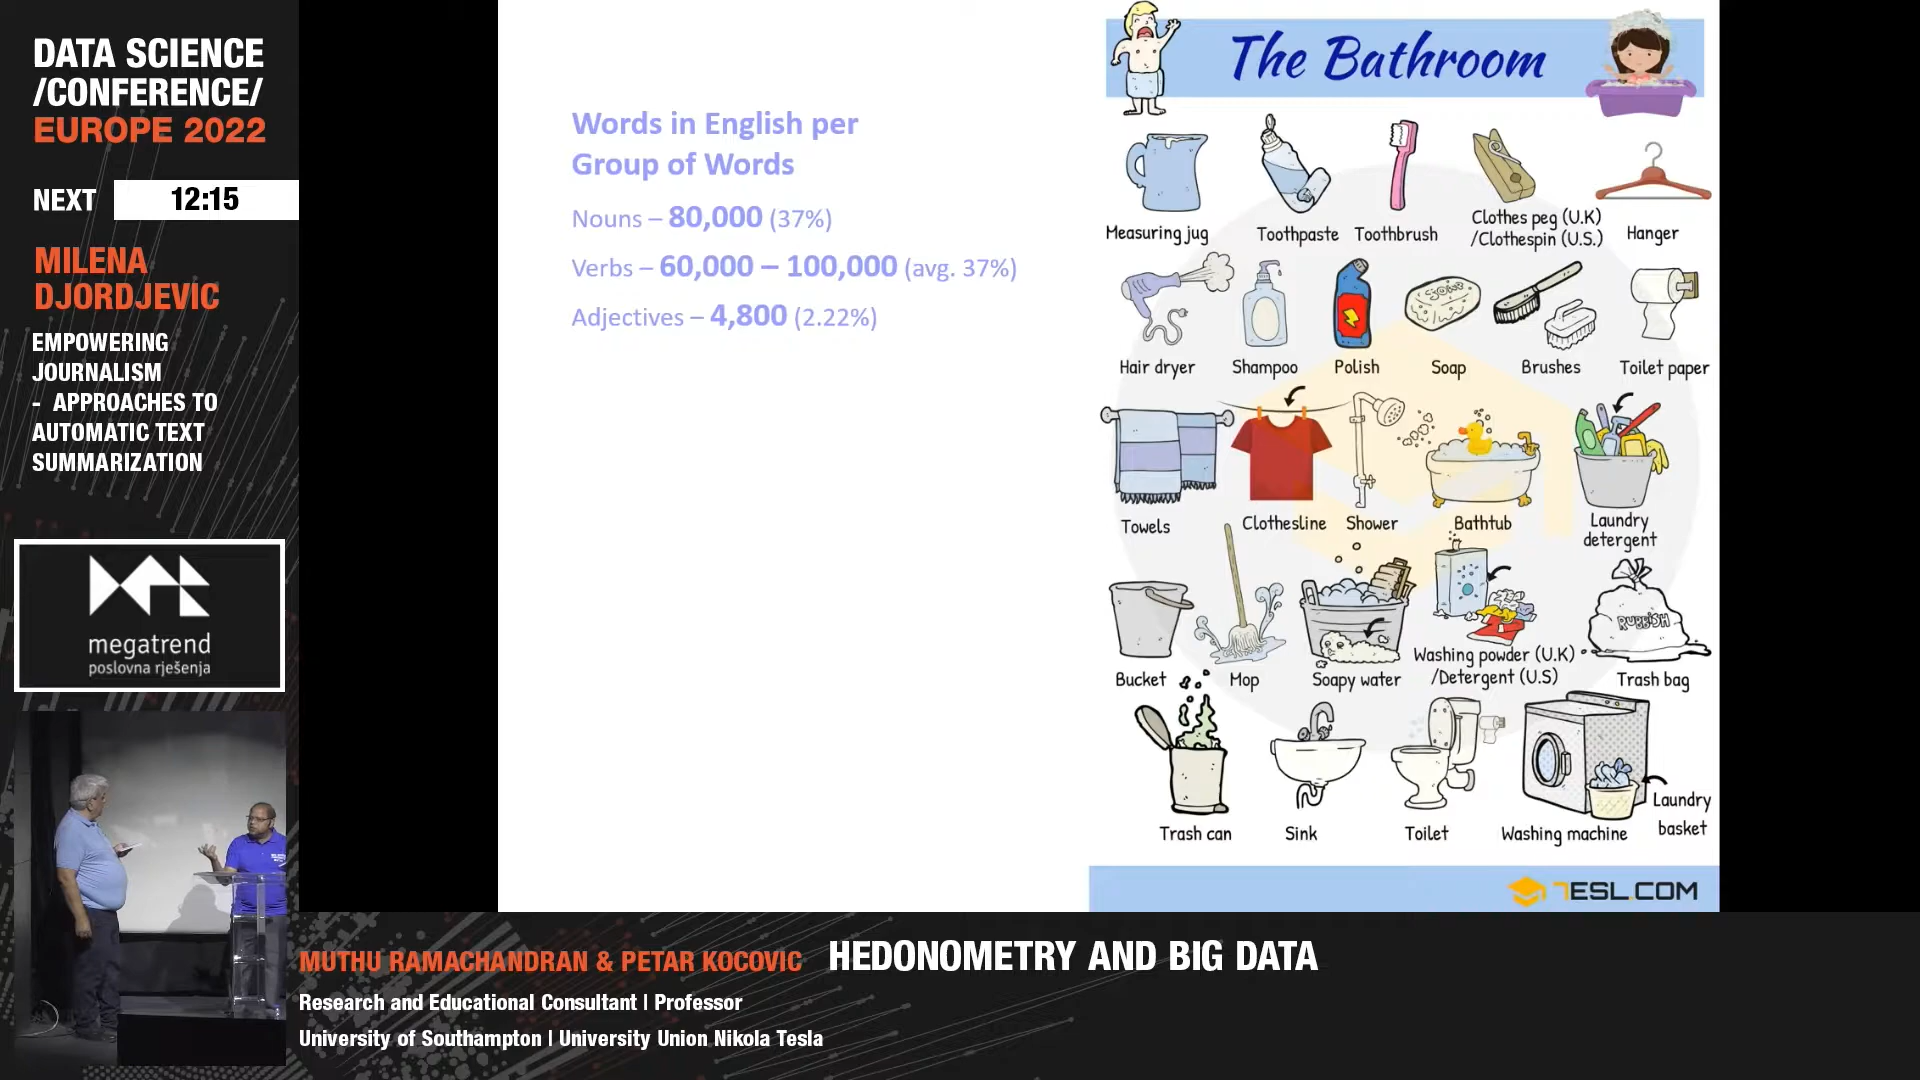 DATA SCIENCE
/CONFERENCE/
EUROPE 2022
NEXT 12:15
MILENA
DJORDJEVIC
EMPOWERING
JOURNALISM
- APPROACHES TO
AUTOMATIC TEXT
SUMMARIZATION
megatrend
poslovna rješenja
Words in English per
Group of Words
Nouns – 80,000 (37%)
Verbs – 60,000 – 100,000 (avg. 37%)
Adjectives – 4,800 (2.22%)
The Bathroom
Measuring jug
Toothpaste
Toothbrush
Clothes peg (U.K)
/Clothespin (U.S.)
Hanger
Hair dryer
Shampoo
Polish
SOAP
Soap
Brushes
Toilet paper
Towels
Clothesline
Shower
Bathtub
Laundry
detergent
Bucket
Mop
Soapy water
Washing powder (U.K)
/Detergent (U.S)
RUBBISH
Trash bag
Trash can
Sink
Toilet
Washing machine
Laundry
basket
7ESL.COM
MUTHU RAMACHANDRAN & PETAR KOCOVIC HEDONOMETRY AND BIG DATA
Research and Educational Consultant | Professor
University of Southampton | University Union Nikola Tesla